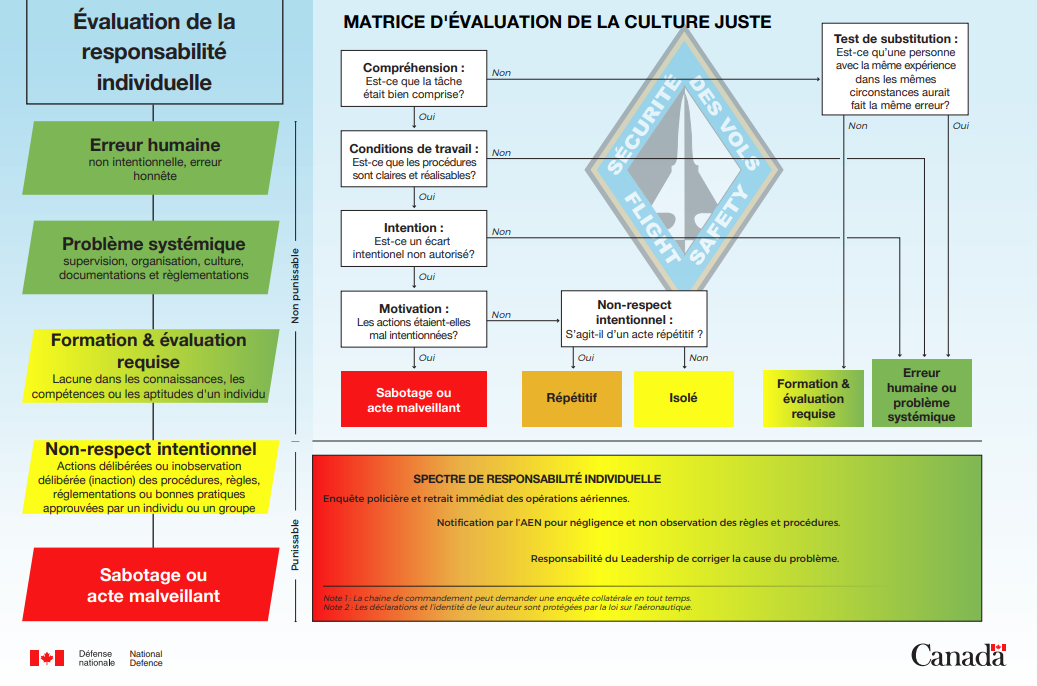 Évaluation de la
responsabilité
individuelle
Erreur humaine
non intentionnelle, erreur
honnête
Problème systémique
supervision, organisation, culture,
documentations et règlementations
Formation & évaluation
requise
Lacune dans les connaissances, les
compétences ou les aptitudes d'un individu
Non-respect intentionnel
Actions délibérées ou inobservation
délibérée (inaction) des procédures, règles,
réglementations ou bonnes pratiques
approuvées par un individu ou un groupe
Sabotage ou
acte malveillant
Non punissable
Punissable
MATRICE D'ÉVALUATION DE LA CULTURE JUSTE
SÉCURITÉ
DES VOLS
FLIGHT
SAFETY
Compréhension :
Est-ce que la tâche
était bien comprise?
Non
Oui
Test de substitution :
Est-ce qu'une personne
avec la même expérience
dans les mêmes
circonstances aurait
fait la même erreur?
Non
Oui
Conditions de travail :
Est-ce que les procédures
sont claires et réalisables?
Non
Oui
Intention :
Est-ce un écart
intentionel non autorisé?
Non
Oui
Motivation :
Les actions étaient-elles
mal intentionnées?
Non
Oui
Non-respect
intentionnel :
S'agit-il d'un acte répétitif ?
Oui
Non
Sabotage ou
acte malveillant
Répétitif
Isolé
Formation &
évaluation
requise
Erreur
humaine ou
problème
systémique
SPECTRE DE RESPONSABILITÉ INDIVIDUELLE
Enquête policière et retrait immédiat des opérations aériennes.
Notification par l'AEN pour négligence et non observation des règles et procédures.
Responsabilité du Leadership de corriger la cause du problème.
Note 1 : La chaine de commandement peut demander une enquête collatérale en tout temps.
Note 2 : Les déclarations et l'identité de leur auteur sont protégées par la loi sur l'aéronautique.
Défense
nationale
National
Defence
Canada